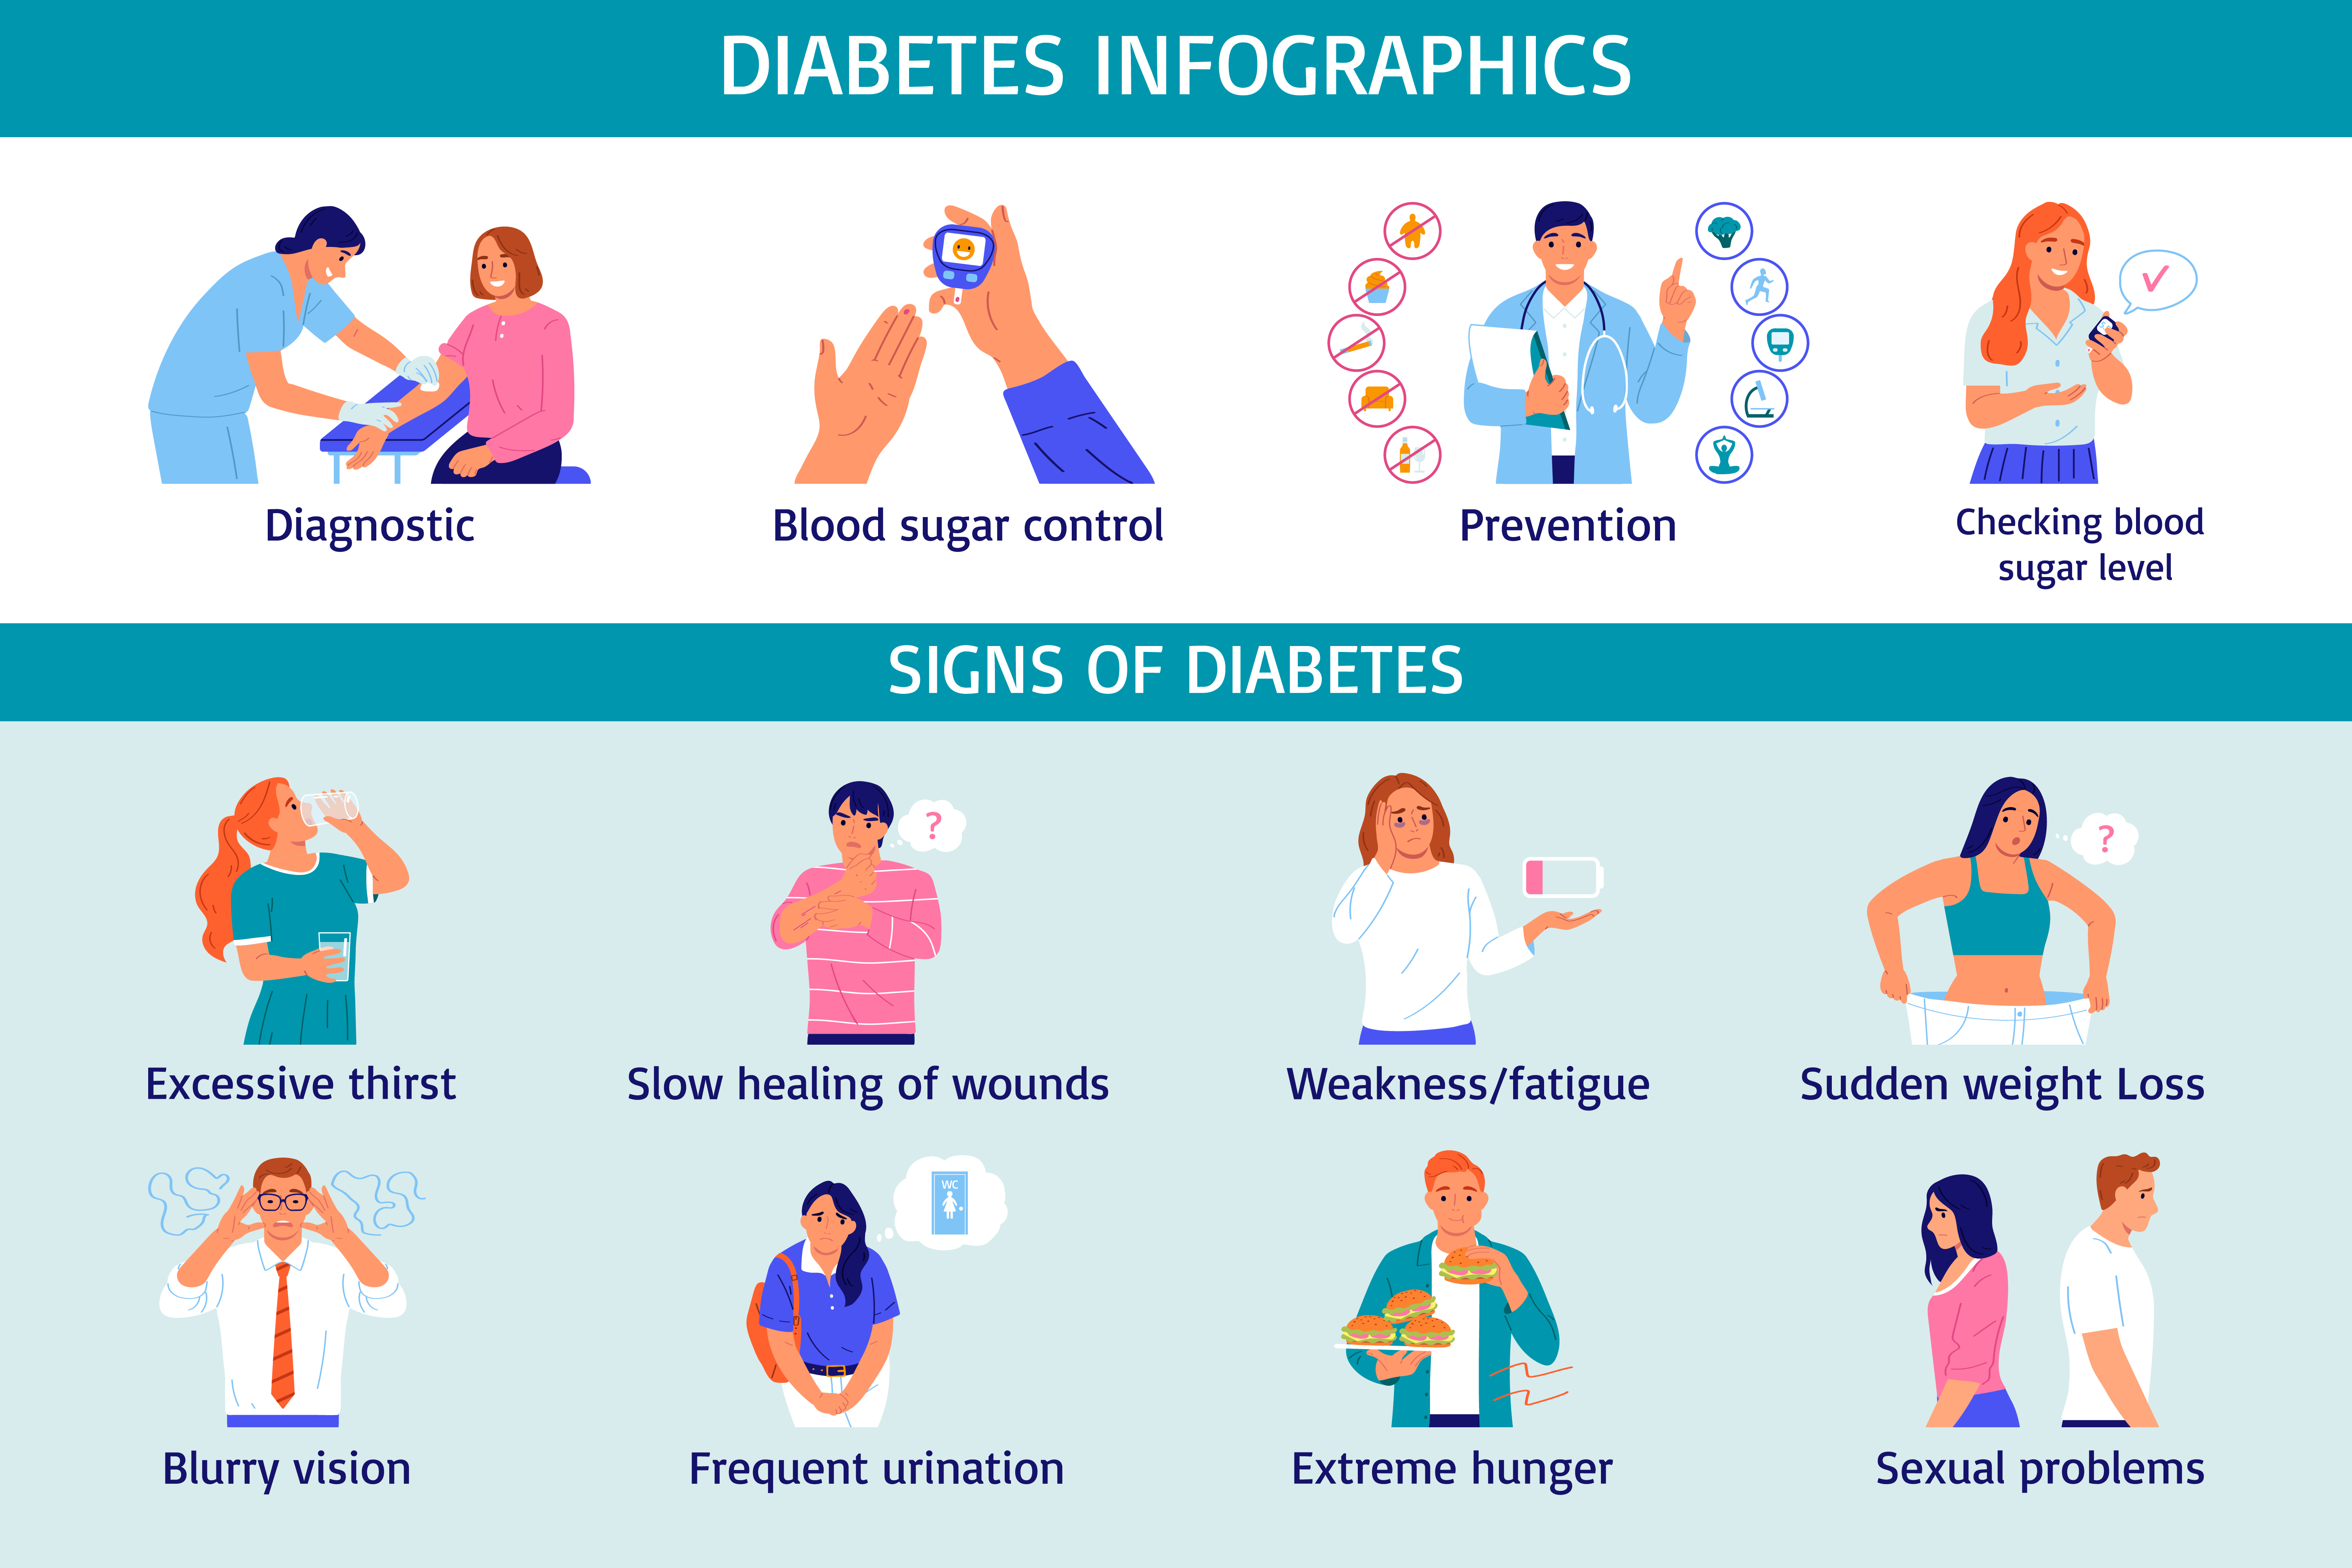 DIABETES INFOGRAPHICS
Diagnostic
Blood sugar control
Prevention
Checking blood
sugar level
SIGNS OF DIABETES
?
?
Excessive thirst
Slow healing of wounds
Weakness/fatigue
Sudden weight Loss
WC
Blurry vision
Frequent urination
Extreme hunger
Sexual problems